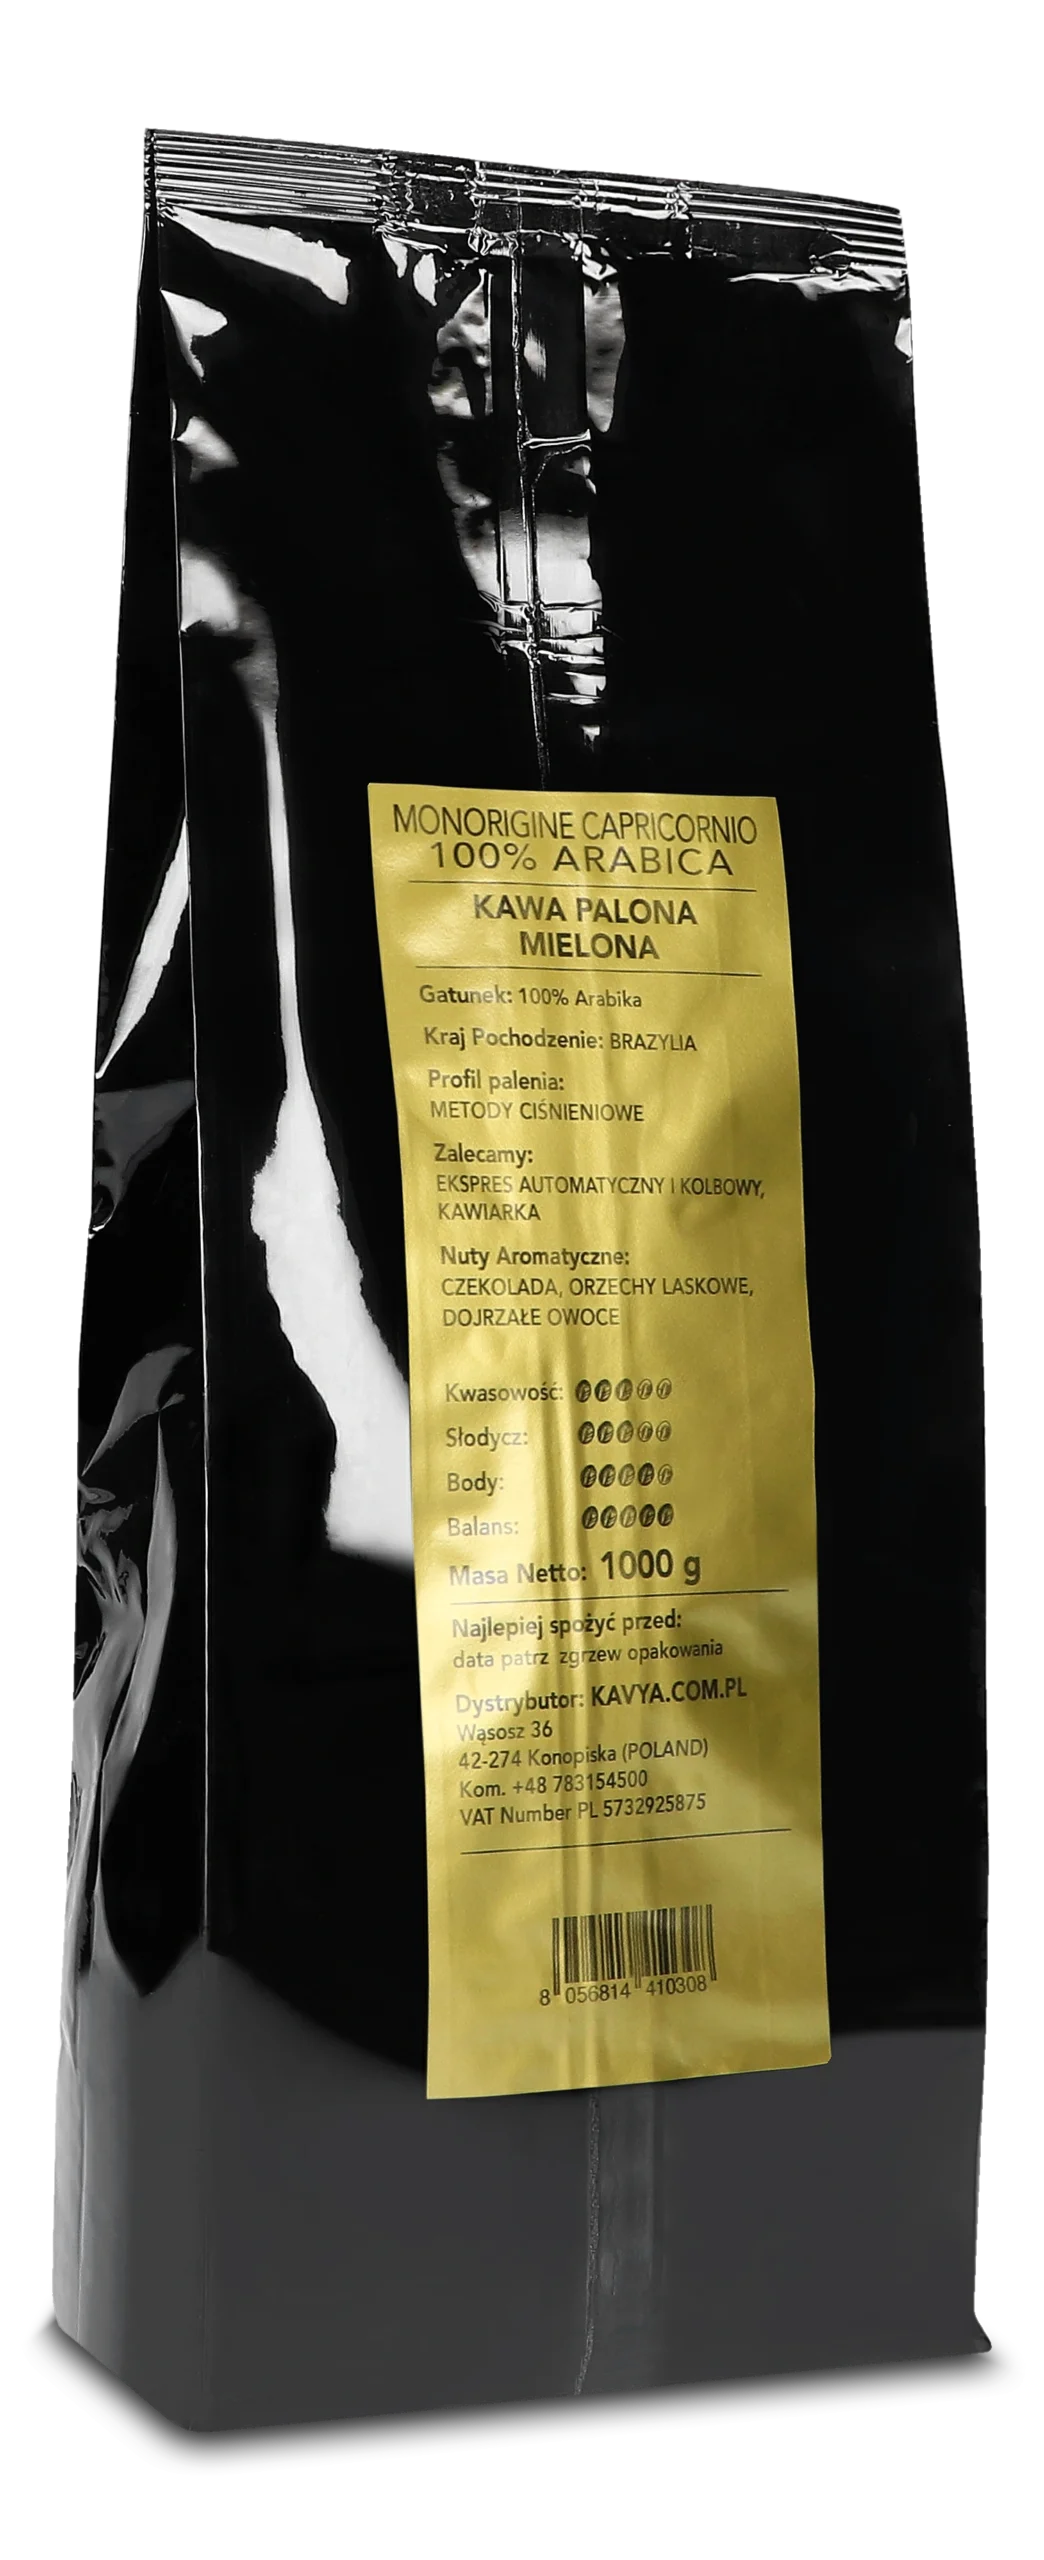 MONORIGINE CAPRICORNIO
100% ARABICA
KAWA PALONA
MIELONA
Gatunek: 100% Arabika
Kraj Pochodzenie: BRAZYLIA
Profil palenia:
METODY CIŚNIENIOWE
Zalecamy:
EKSPRES AUTOMATYCZNY I KOLBOWY,
KAWIARKA
Nuty Aromatyczne:
CZEKOLADA, ORZECHY LASKOWE,
DOJRZAŁE OWOCE
Kwasowość:
Słodycz:
Body:
Balans:
Masa Netto: 1000 g
Najlepiej spożyć przed:
data patrz zgrzew opakowania
Dystrybutor: KAVYA.COM.PL
Wąsosz 36
42-274 Konopiska (POLAND)
Kom. +48 783154500
VAT Number PL 5732925875
8 056814 410308